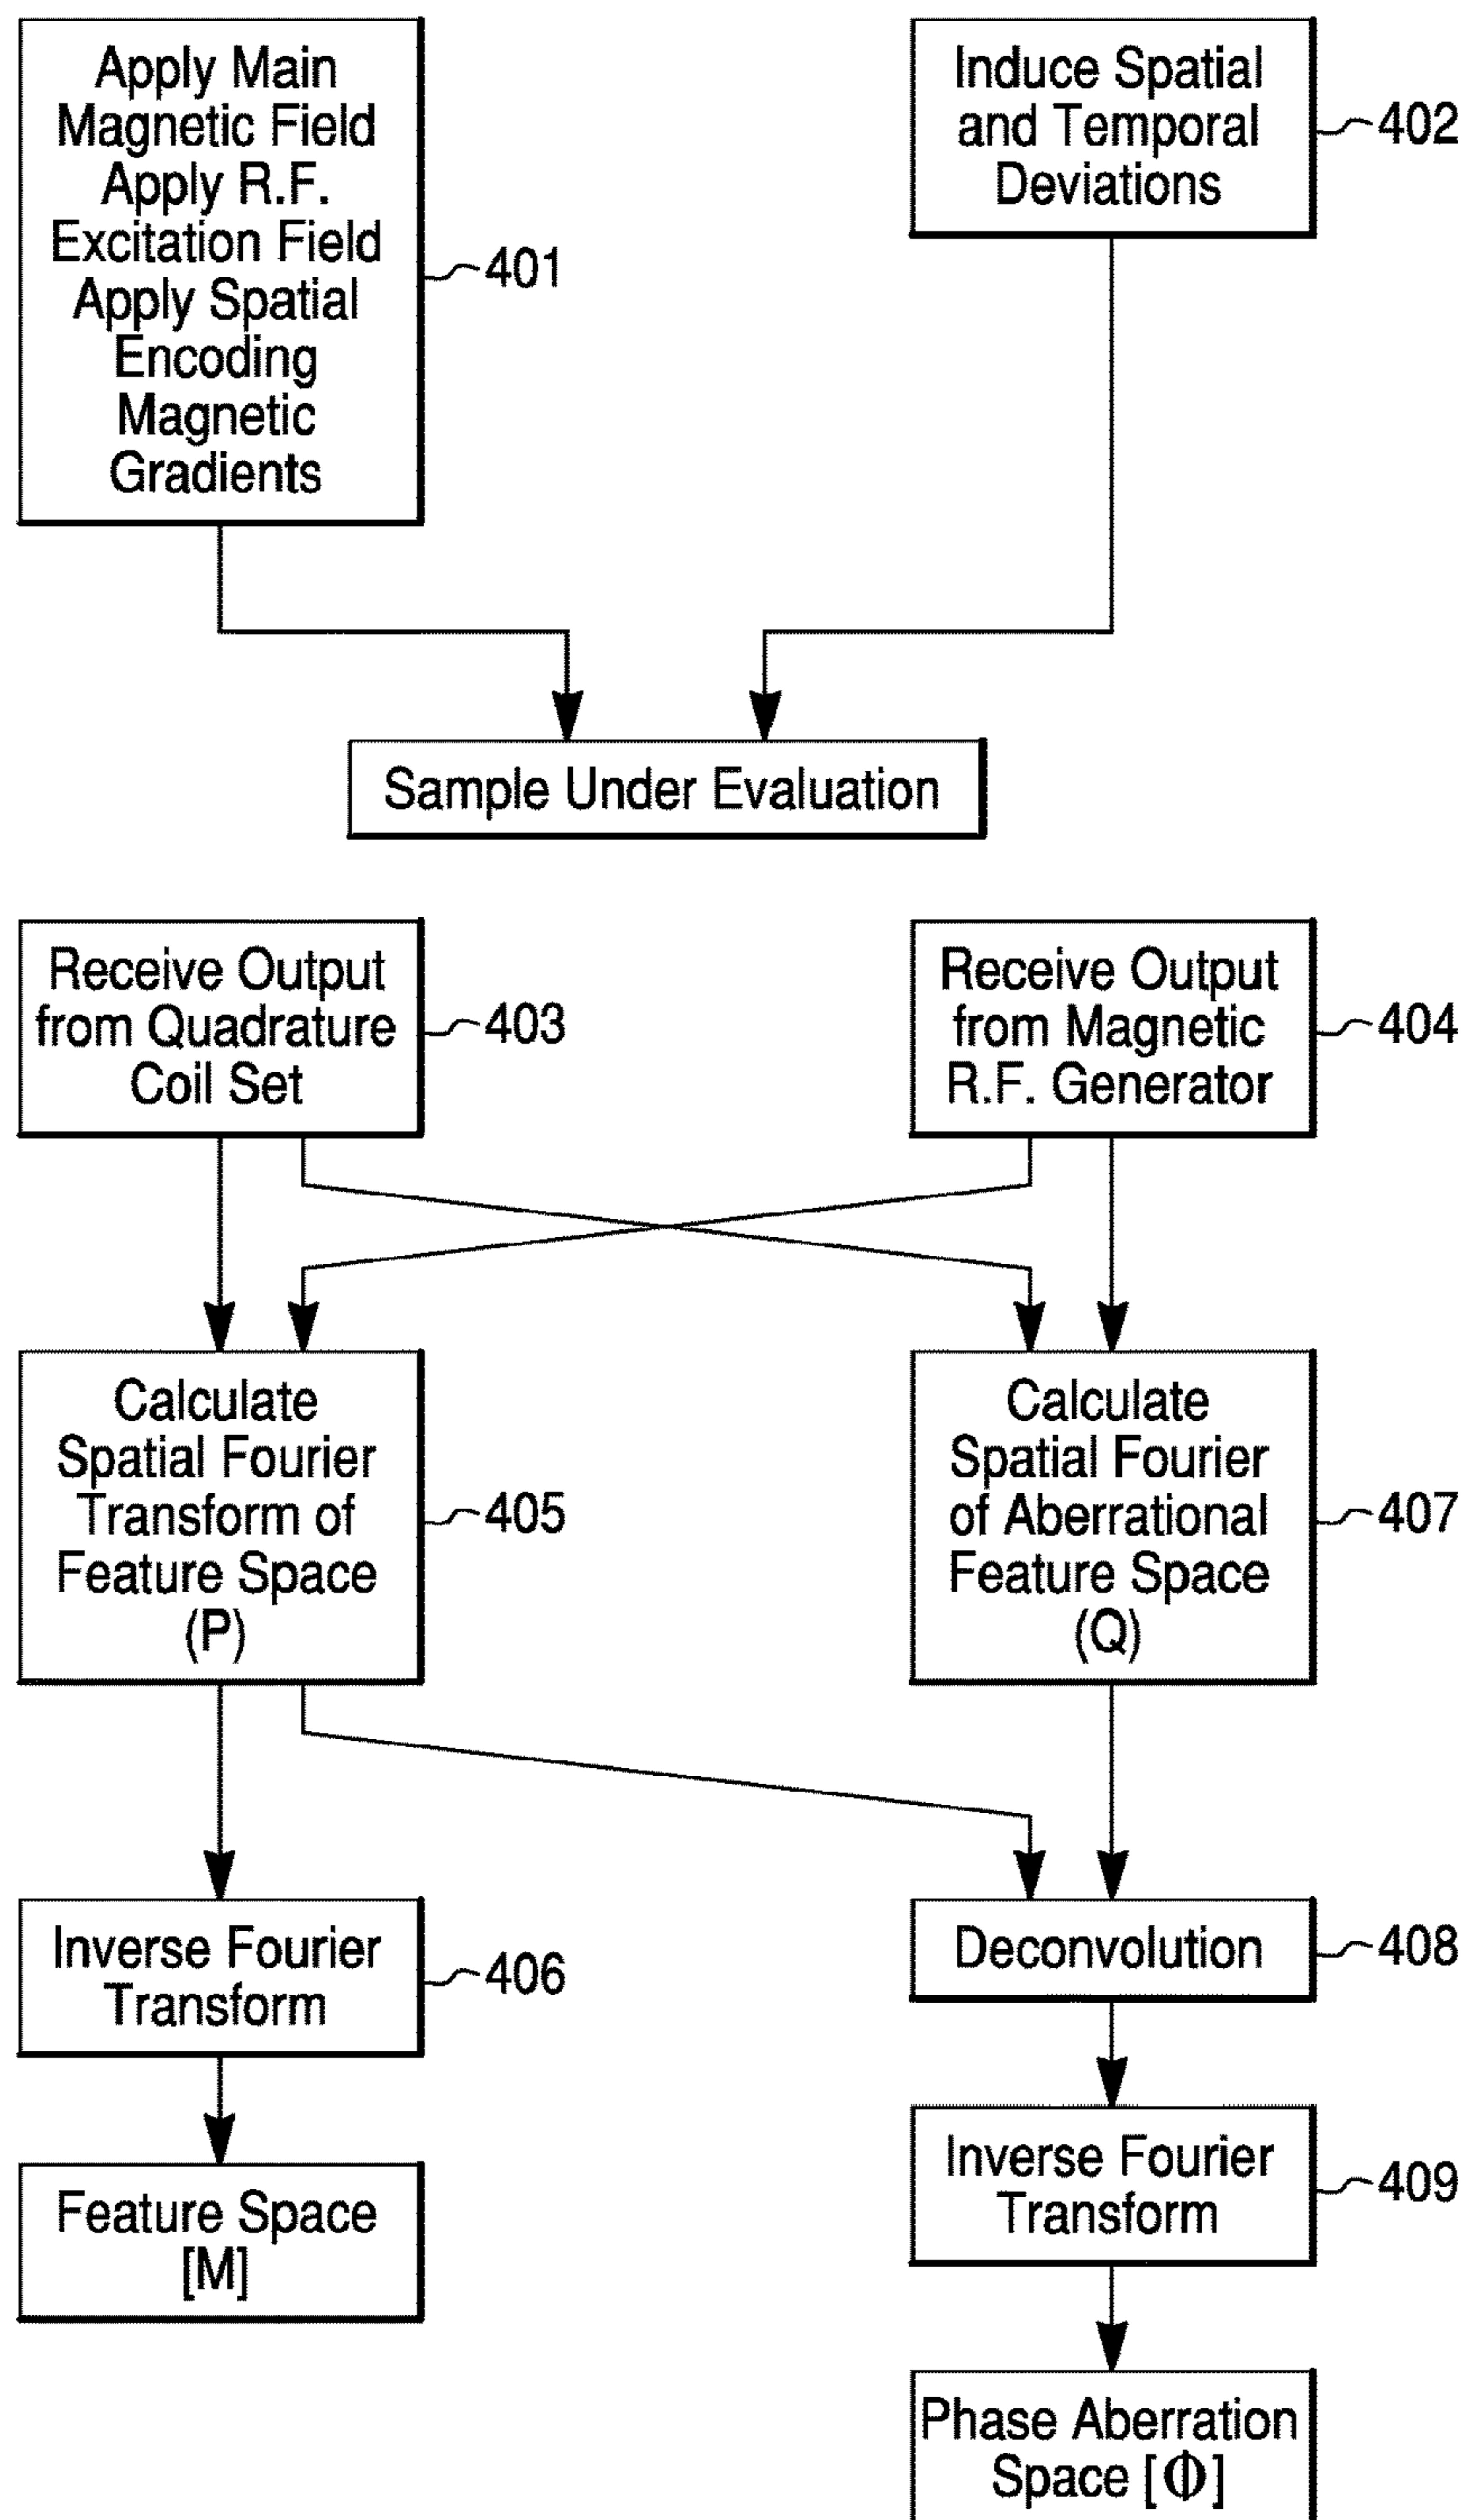 Apply Main
Magnetic Field
Apply R.F.
Excitation Field
Apply Spatial
Encoding
Magnetic
Gradients
401
Induce Spatial
and Temporal
Deviations
402
Sample Under Evaluation
Receive Output
from Quadrature
Coil Set
403
Receive Output
from Magnetic
R.F. Generator
404
Calculate
Spatial Fourier
Transform of
Feature Space
(P)
405
Calculate
Spatial Fourier
of Aberrational
Feature Space
(Q)
407
Inverse Fourier
Transform
406
Deconvolution
408
Feature Space
[M]
Inverse Fourier
Transform
409
Phase Aberration
Space [Φ]